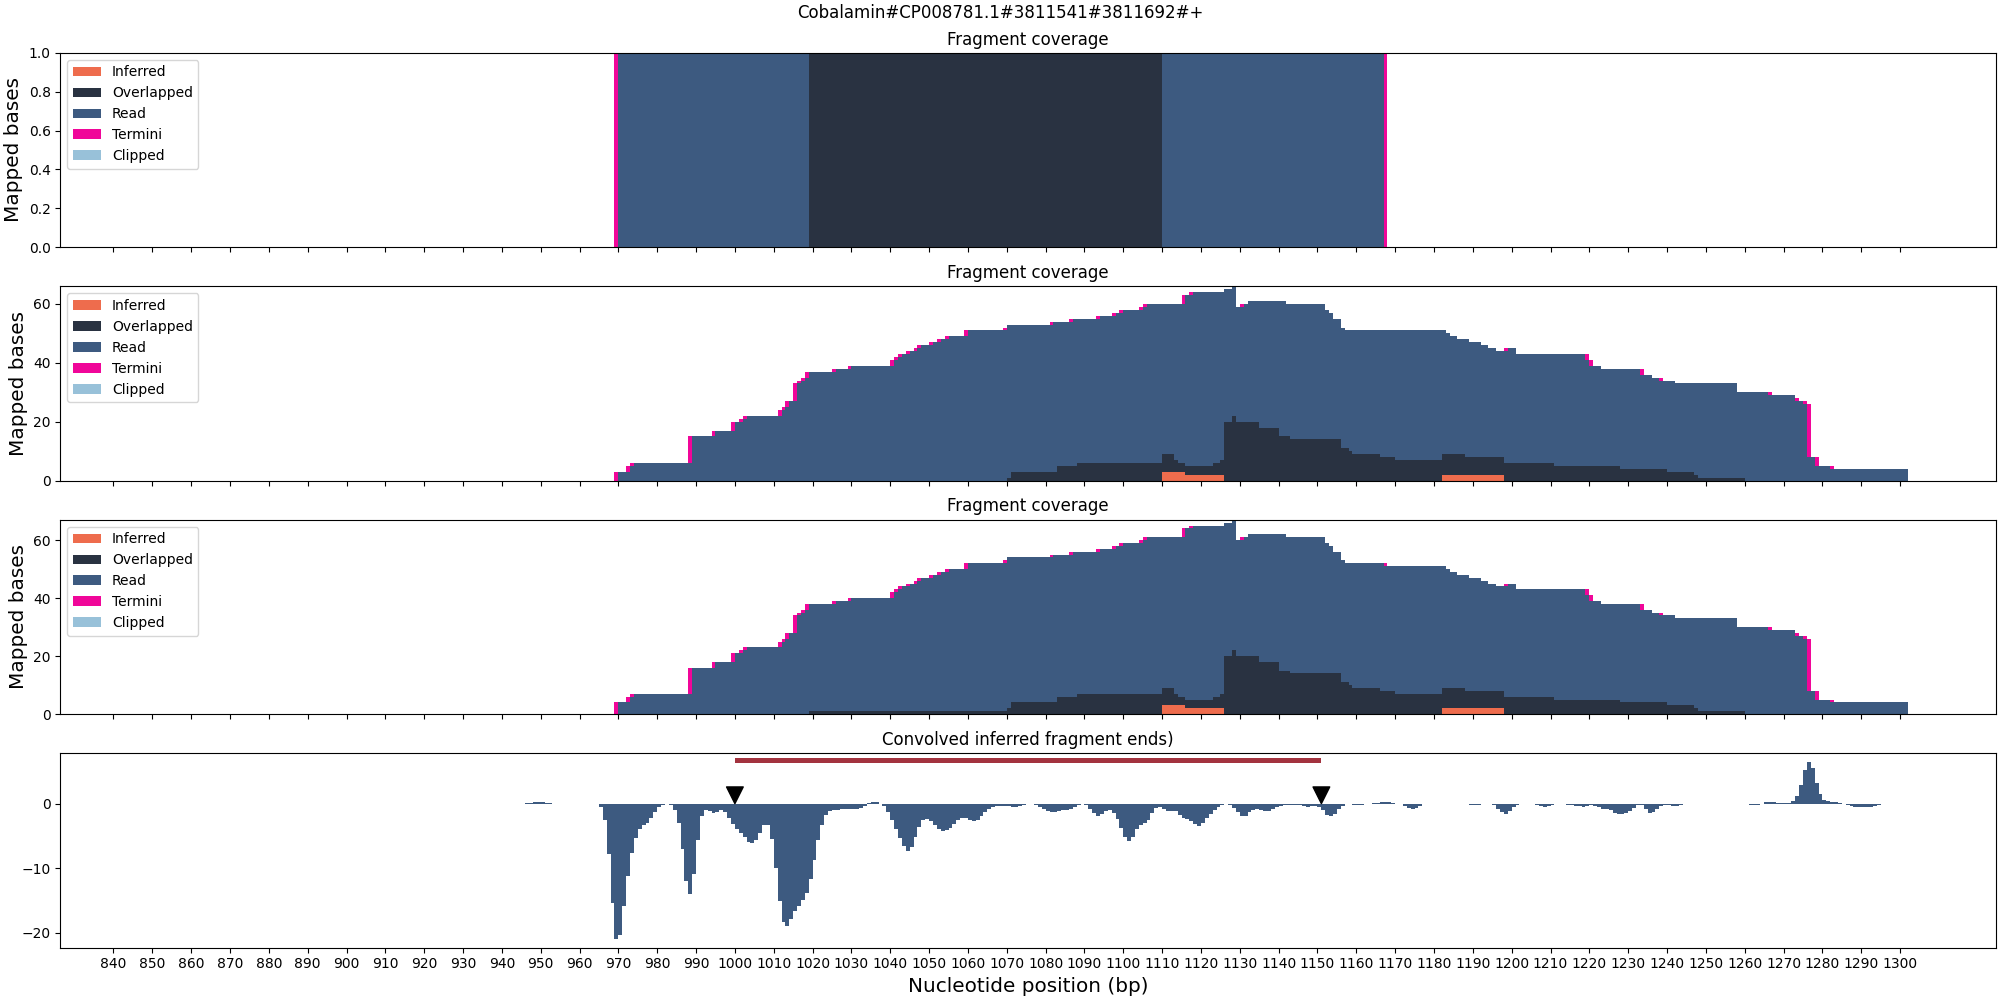 Cobalamin#CP008781.1#3811541#3811692#+
Fragment coverage
Mapped bases
1.0
0.8
0.6
0.4
0.2
0.0
Inferred
Overlapped
Read
Termini
Clipped
Fragment coverage
Mapped bases
60
40
20
0
Inferred
Overlapped
Read
Termini
Clipped
Fragment coverage
Mapped bases
60
40
20
0
Inferred
Overlapped
Read
Termini
Clipped
Convolved inferred fragment ends)
0
−10
−20
840 850 860 870 880 890 900 910 920 930 940 950 960 970 980 990 1000 1010 1020 1030 1040 1050 1060 1070 1080 1090 1100 1110 1120 1130 1140 1150 1160 1170 1180 1190 1200 1210 1220 1230 1240 1250 1260 1270 1280 1290 1300
Nucleotide position (bp)